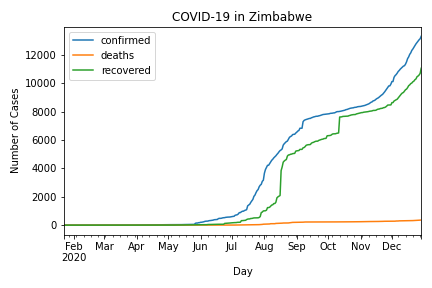 COVID-19 in Zimbabwe
confirmed
deaths
recovered
Number of Cases
12000
10000
8000
6000
4000
2000
0
Feb Mar Apr May Jun Jul Aug Sep Oct Nov Dec
2020
Day